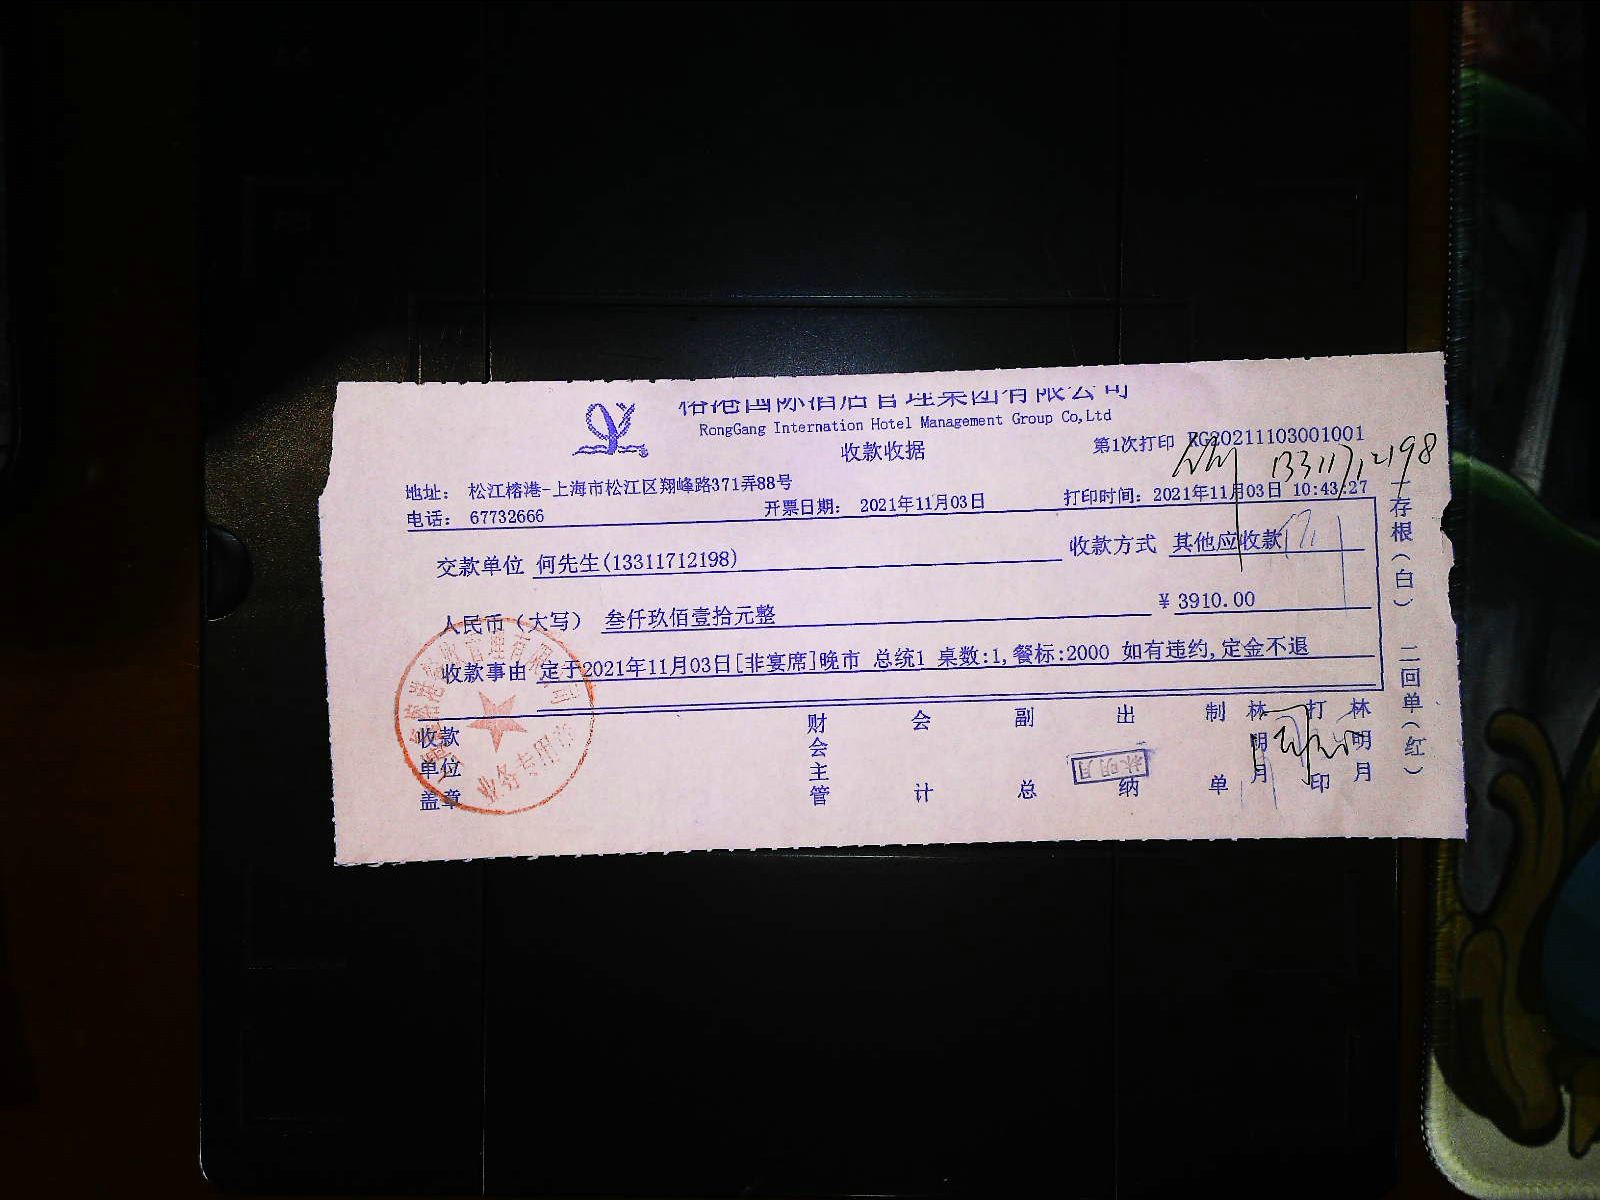 榕港国际酒店管理集团有限公司
RongGang Internation Hotel Management Group Co,Ltd
收款收据
第1次打印 RG20211103001001
13311712198
地址： 松江榕港-上海市松江区翔峰路371弄88号
电话： 67732666 开票日期： 2021年11月03日 打印时间：2021年11月03日 10:43:27
交款单位 何先生(13311712198) 收款方式 其他应收款
人民币（大写） 叁仟玖佰壹拾元整 ¥3910.00
收款事由 定于2021年11月03日[非宴席]晚市 总统1 桌数:1,餐标:2000 如有违约,定金不退
收款单位盖章 财会主管 会计 副总 出纳 制单 林明月 打印 林明月
林明月
业务专用章
一存根（白） 二回单（红）